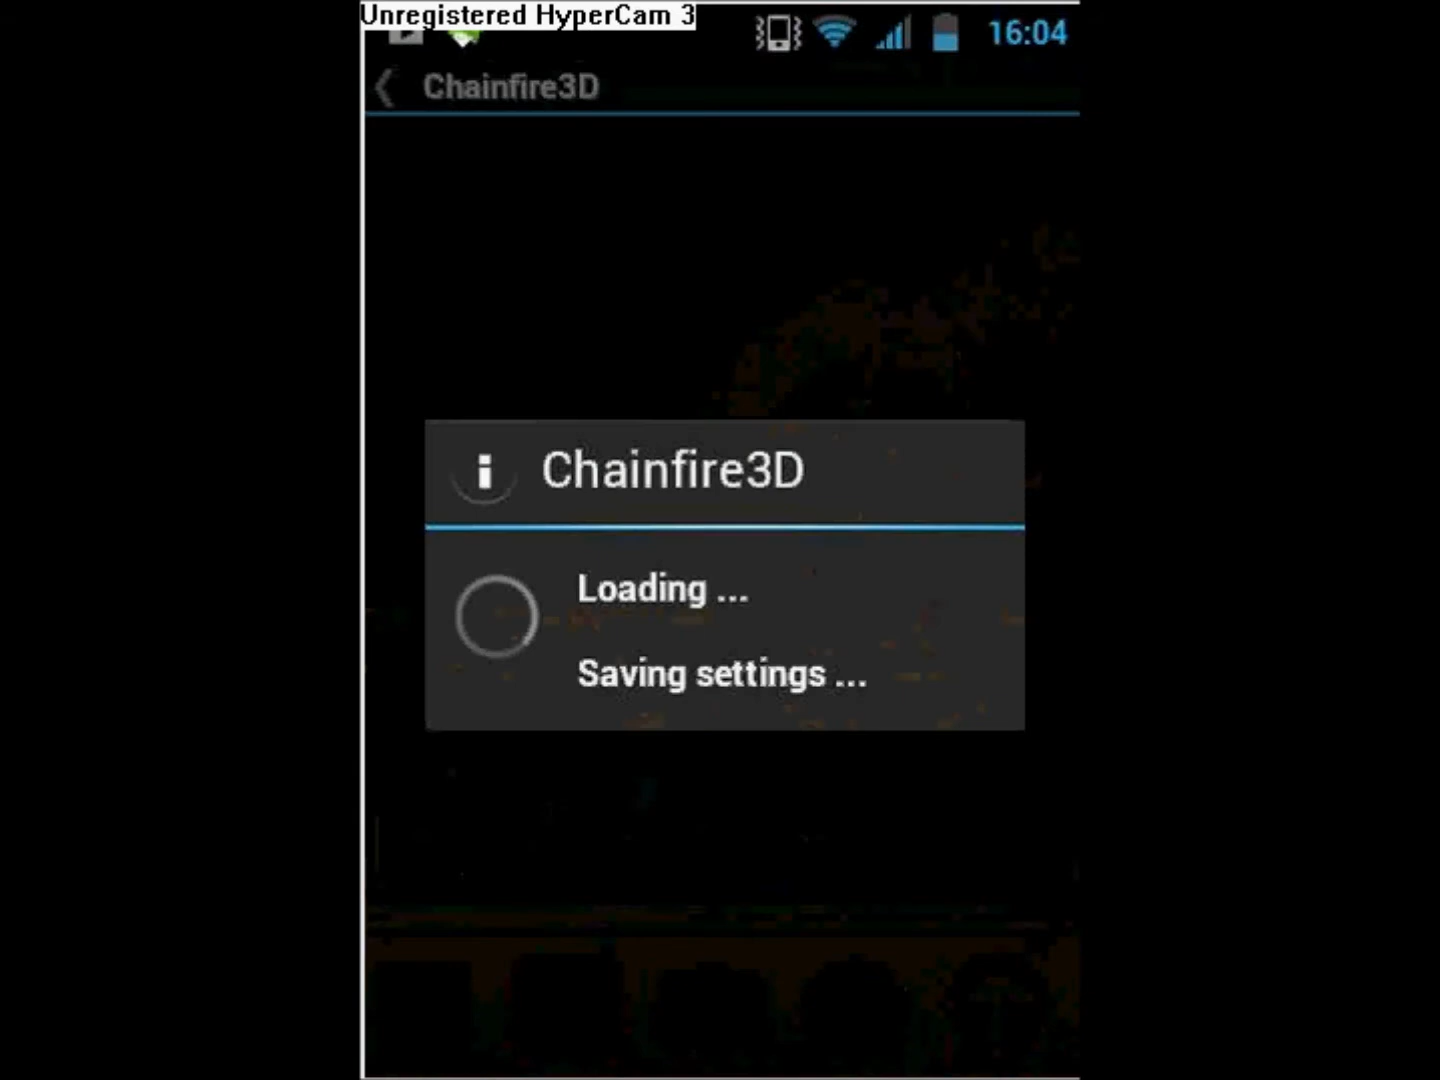 Unregistered HyperCam 3
16:04
Chainfire3D
Chainfire3D
Loading ...
Saving settings ...